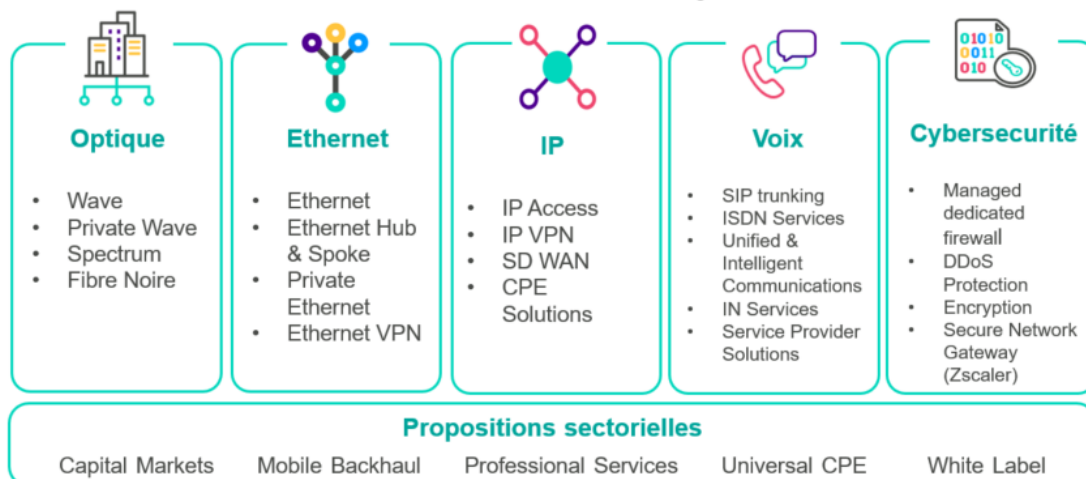 01010
0011
010
Optique
• Wave
• Private Wave
• Spectrum
• Fibre Noire
Ethernet
• Ethernet
• Ethernet Hub
& Spoke
• Private
Ethernet
• Ethernet VPN
IP
• IP Access
• IP VPN
• SD WAN
• CPE
Solutions
Voix
• SIP trunking
• ISDN Services
• Unified &
Intelligent
Communications
• IN Services
• Service Provider
Solutions
Cybersecurité
• Managed
dedicated
firewall
• DDoS
Protection
• Encryption
• Secure Network
Gateway
(Zscaler)
Propositions sectorielles
Capital Markets Mobile Backhaul Professional Services Universal CPE White Label